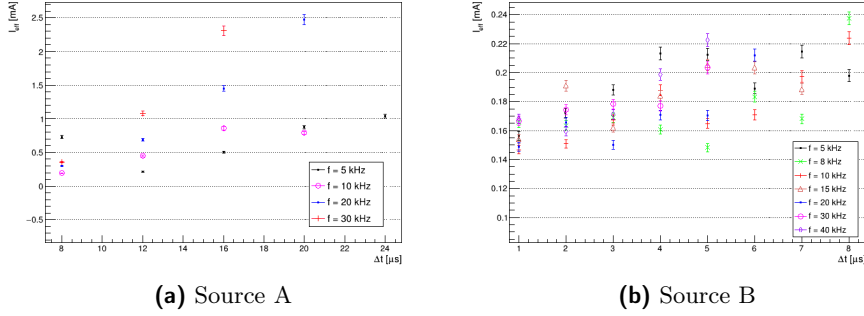 I_eff [mA]
2.5
2
1.5
1
0.5
0
−0.5
8 10 12 14 16 18 20 22 24
Δt [μs]
f = 5 kHz
f = 10 kHz
f = 20 kHz
f = 30 kHz
(a) Source A
I_eff [mA]
0.24
0.22
0.2
0.18
0.16
0.14
0.12
0.1
1 2 3 4 5 6 7 8
Δt [μs]
f = 5 kHz
f = 8 kHz
f = 10 kHz
f = 15 kHz
f = 20 kHz
f = 30 kHz
f = 40 kHz
(b) Source B